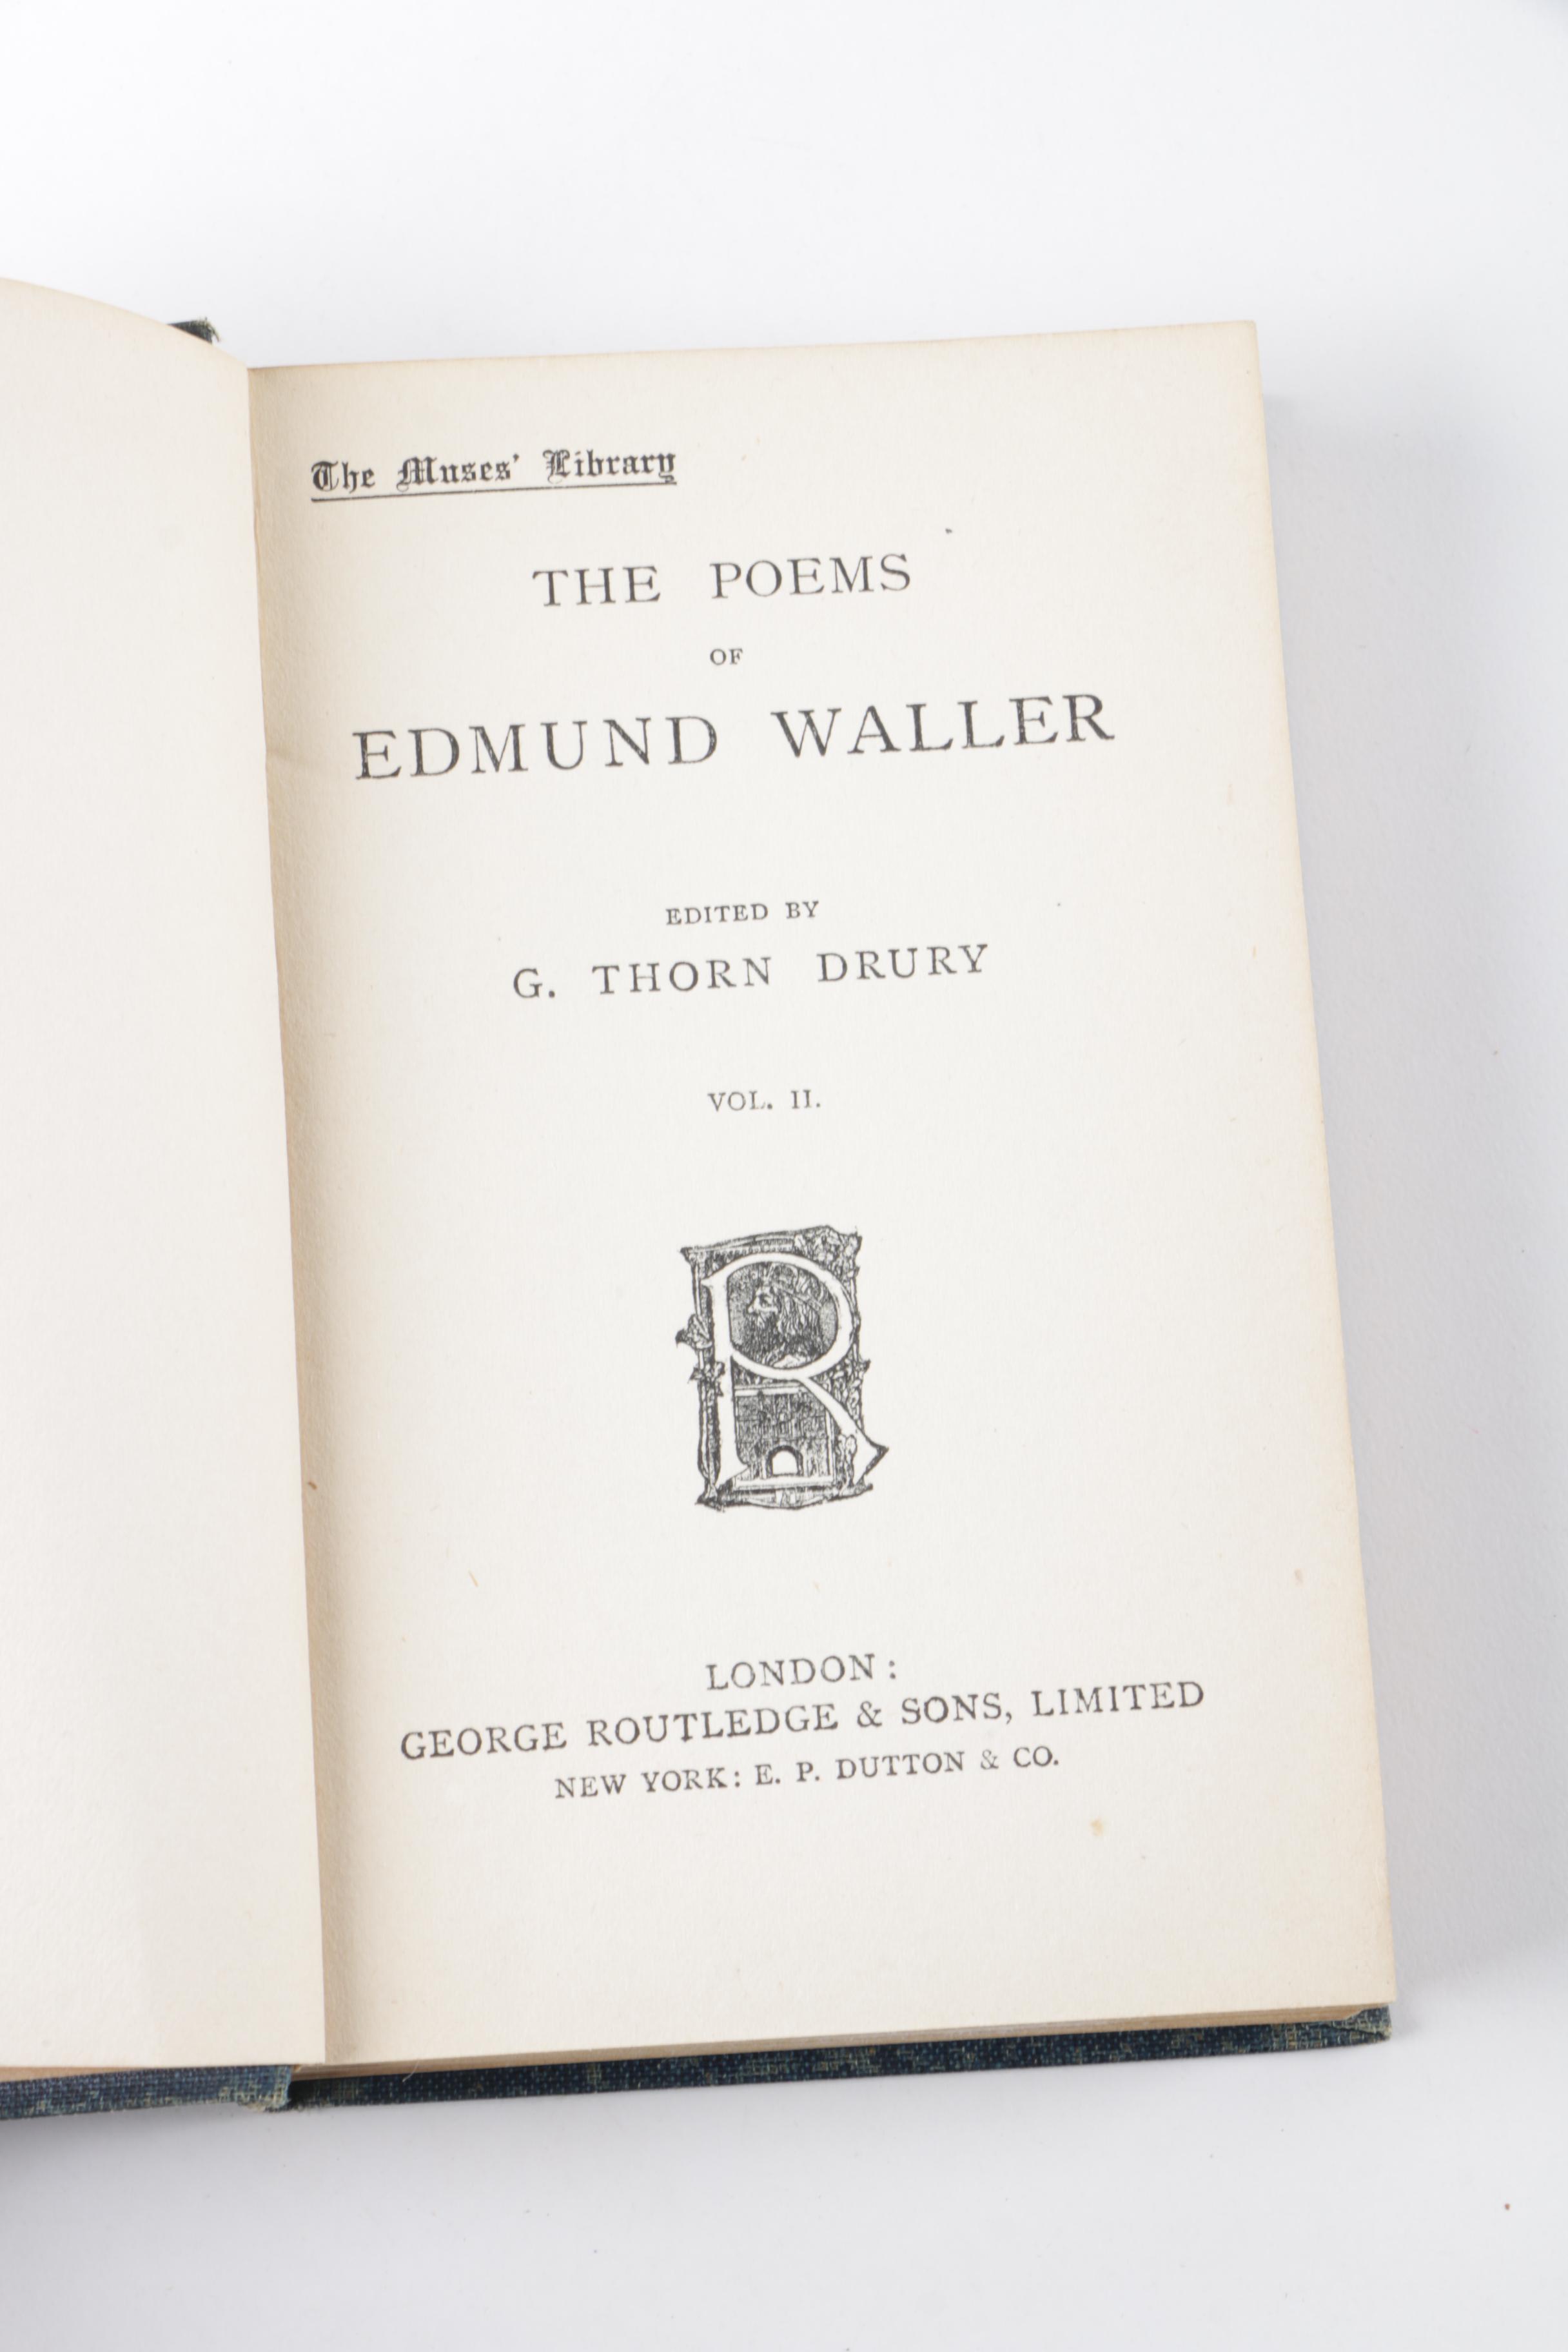 The Muses' Library
THE POEMS
OF
EDMUND WALLER
EDITED BY
G. THORN DRURY
VOL. II.
R
LONDON:
GEORGE ROUTLEDGE & SONS, LIMITED
NEW YORK: E. P. DUTTON & CO.